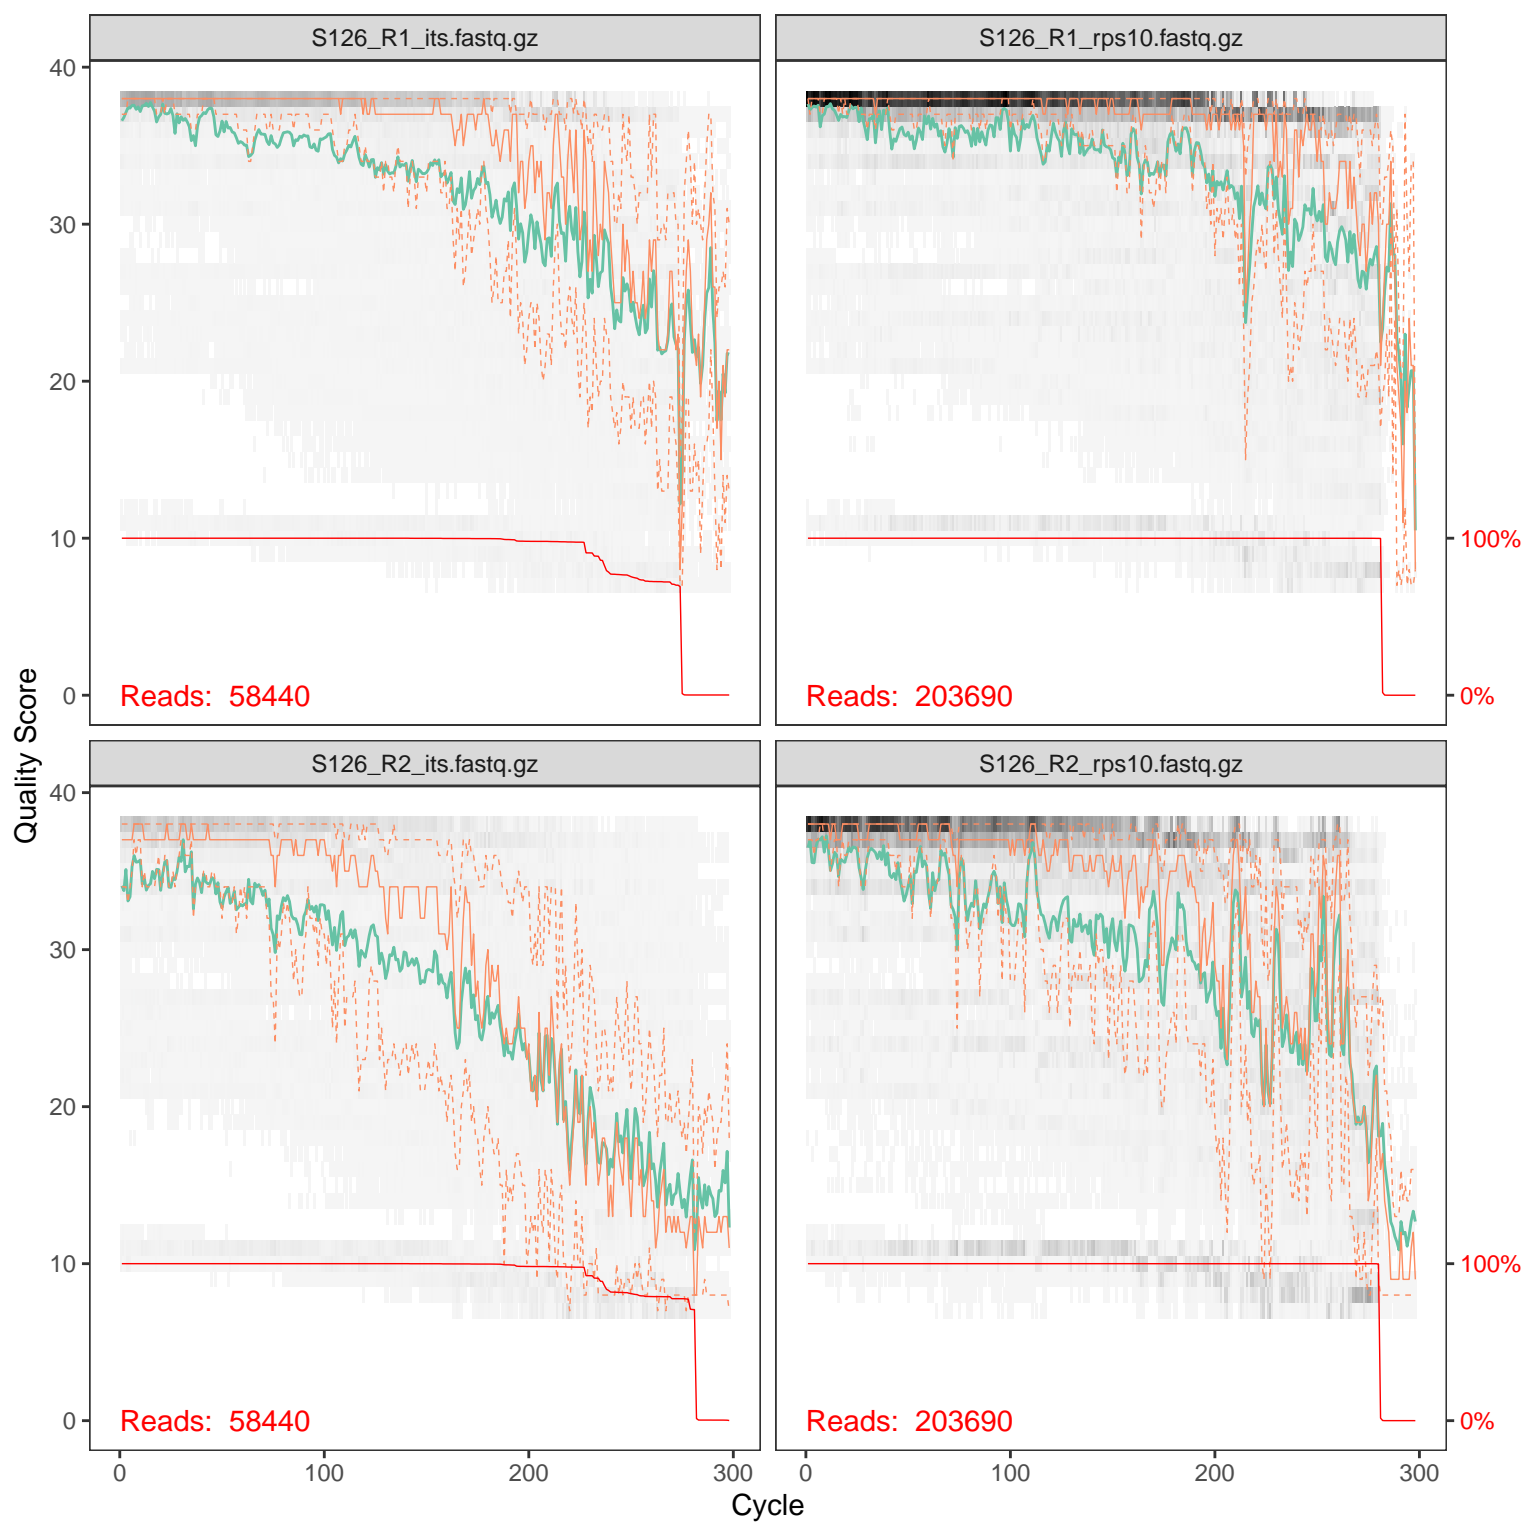 S126_R1_its.fastq.gz
S126_R1_rps10.fastq.gz
40
30
20
10
0
Reads: 58440
Reads: 203690
100%
0%
Quality Score
S126_R2_its.fastq.gz
S126_R2_rps10.fastq.gz
40
30
20
10
0
Reads: 58440
Reads: 203690
100%
0%
0 100 200 300
0 100 200 300
Cycle